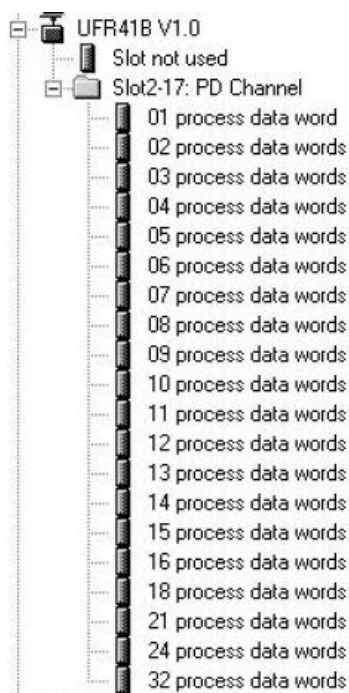 UFR41B V1.0
Slot not used
Slot2-17: PD Channel
01 process data word
02 process data words
03 process data words
04 process data words
05 process data words
06 process data words
07 process data words
08 process data words
09 process data words
10 process data words
11 process data words
12 process data words
13 process data words
14 process data words
15 process data words
16 process data words
18 process data words
21 process data words
24 process data words
32 process data words